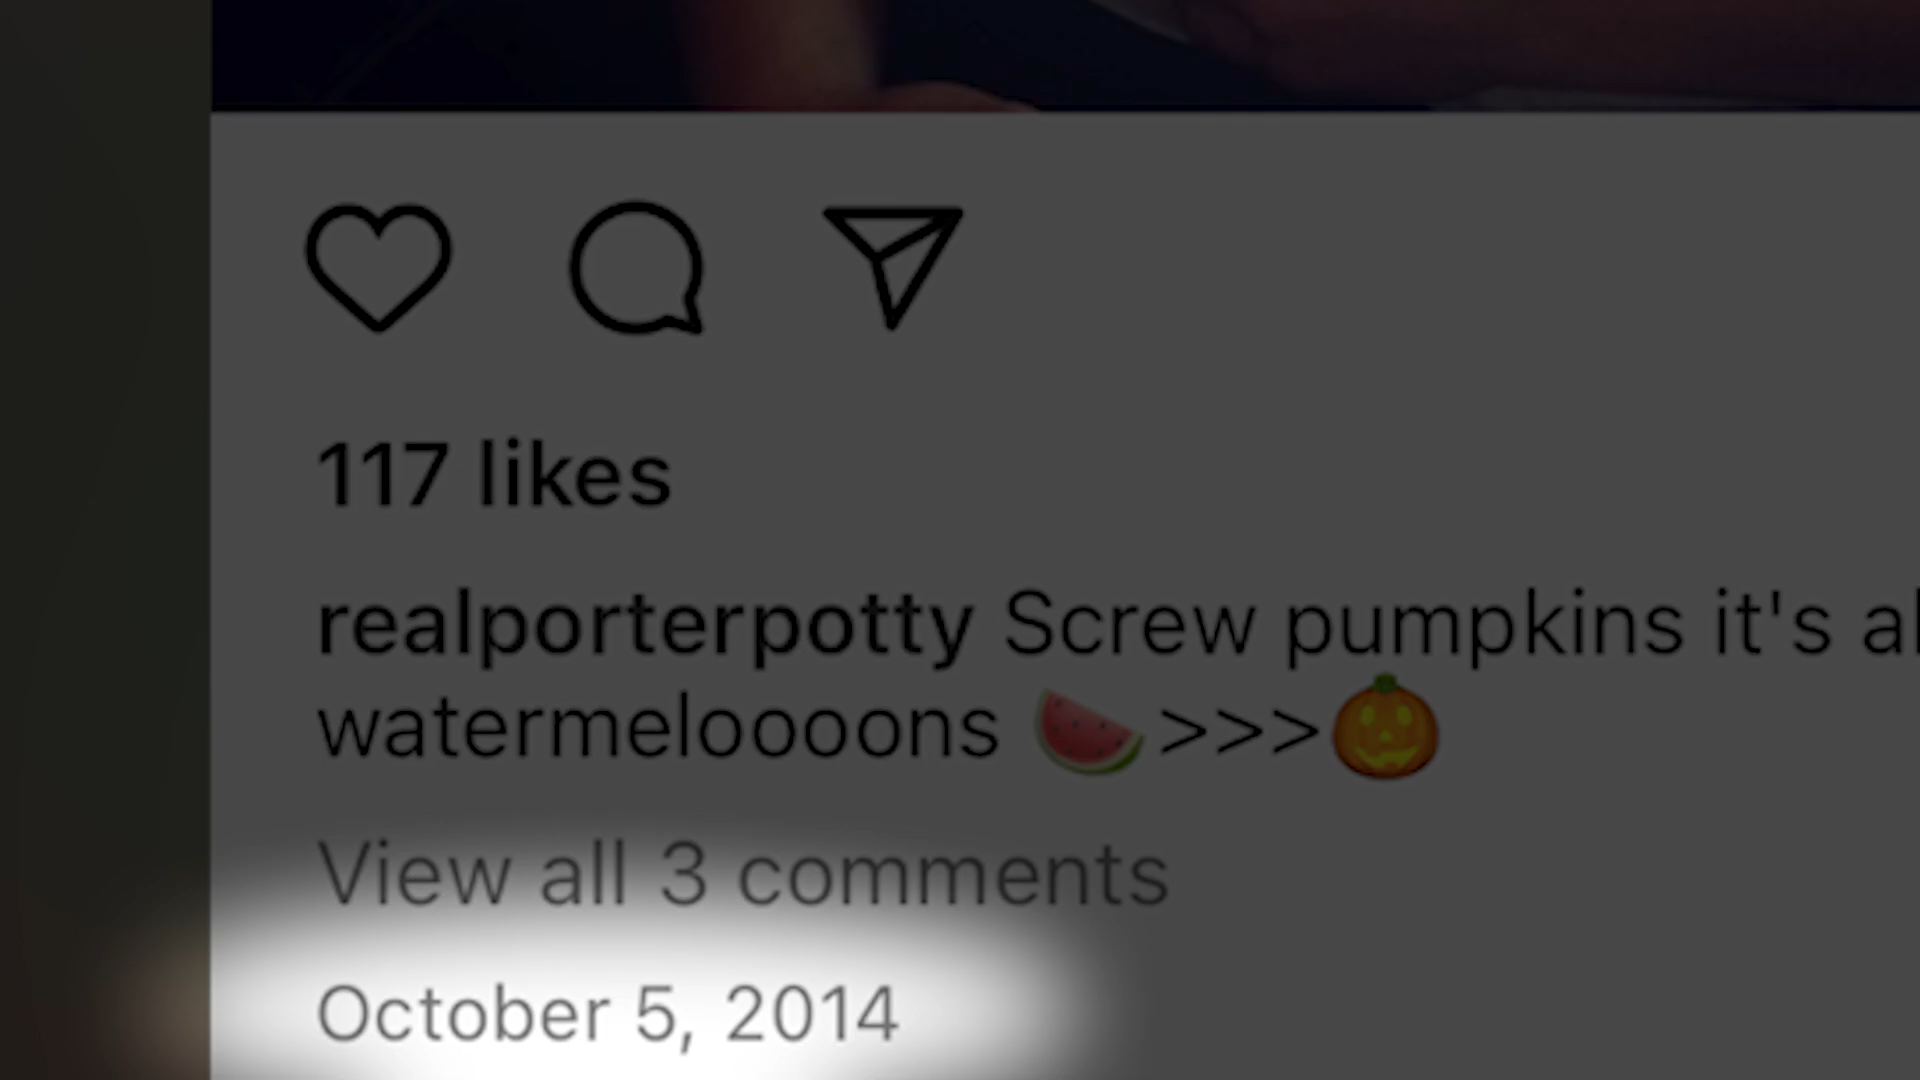 117 likes
realporterpotty Screw pumpkins it's
watermeloooons 🍉>>>🎃
View all 3 comments
October 5, 2014